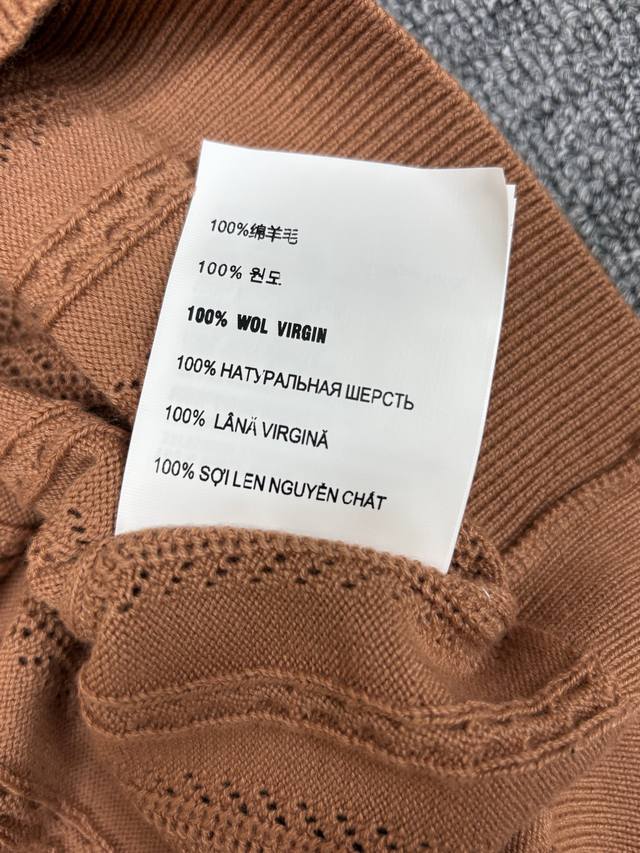 100%绵羊毛
100% 원도
100% WOL VIRGIN
100% НАТУРАЛЬНАЯ ШЕРСТЬ
100% LÂNĂ VIRGINĂ
100% SỢI LEN NGUYÊN CHẤT